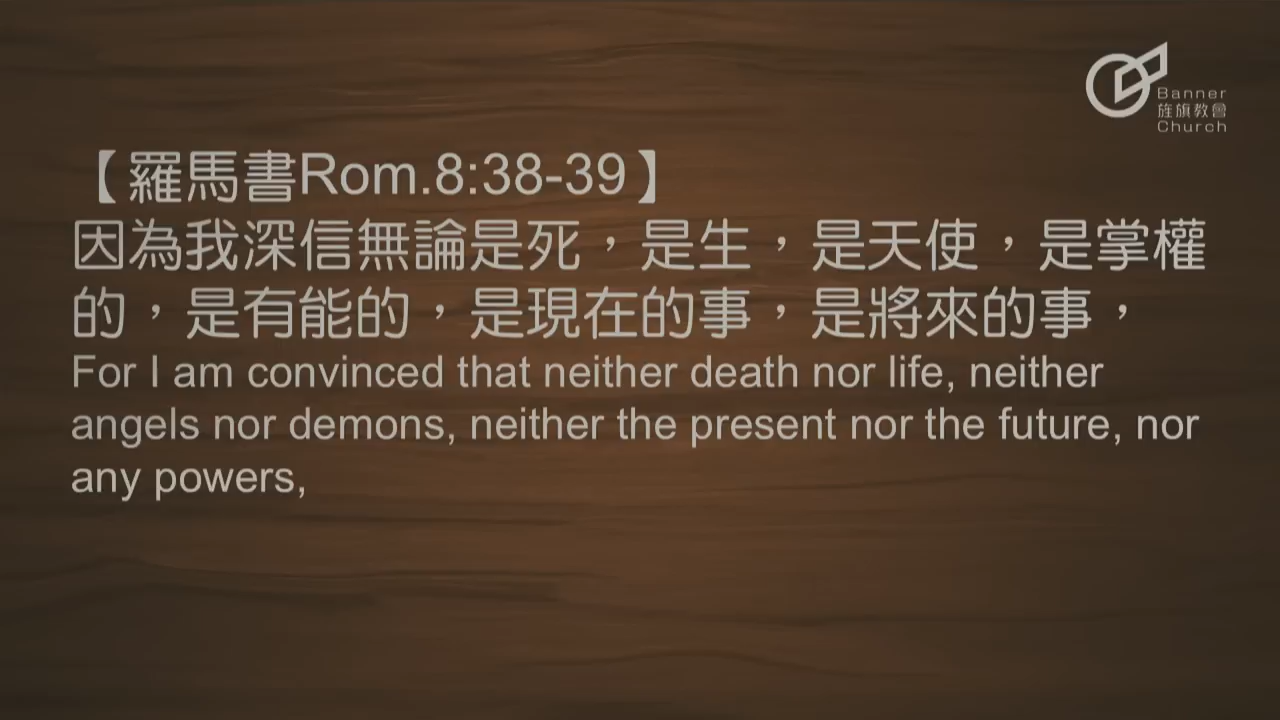 Banner
旌旗教會
Church
【羅馬書Rom.8:38-39】
因為我深信無論是死，是生，是天使，是掌權
的，是有能的，是現在的事，是將來的事，
For I am convinced that neither death nor life, neither
angels nor demons, neither the present nor the future, nor
any powers,